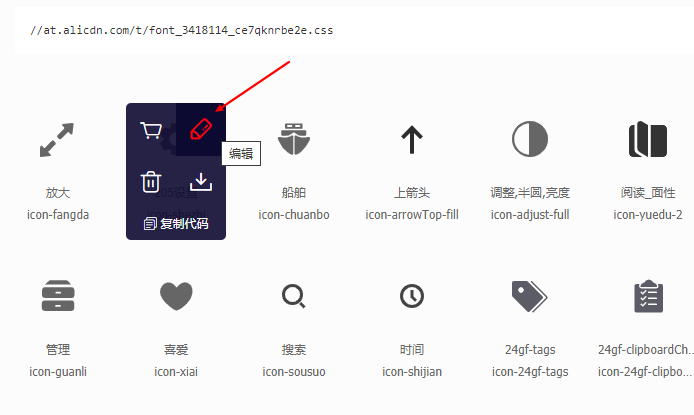 //at.alicdn.com/t/font_3418114_ce7qknrbe2e.css
编辑
复制代码
放大
船舶
上箭头
调整,半圆,亮度
阅读_面性
icon-fangda
icon-chuanbo
icon-arrowTop-fill
icon-adjust-full
icon-yuedu-2
管理
喜爱
搜索
时间
24gf-tags
24gf-clipboardCh...
icon-guanli
icon-xiai
icon-sousuo
icon-shijian
icon-24gf-tags
icon-24gf-clipbo...